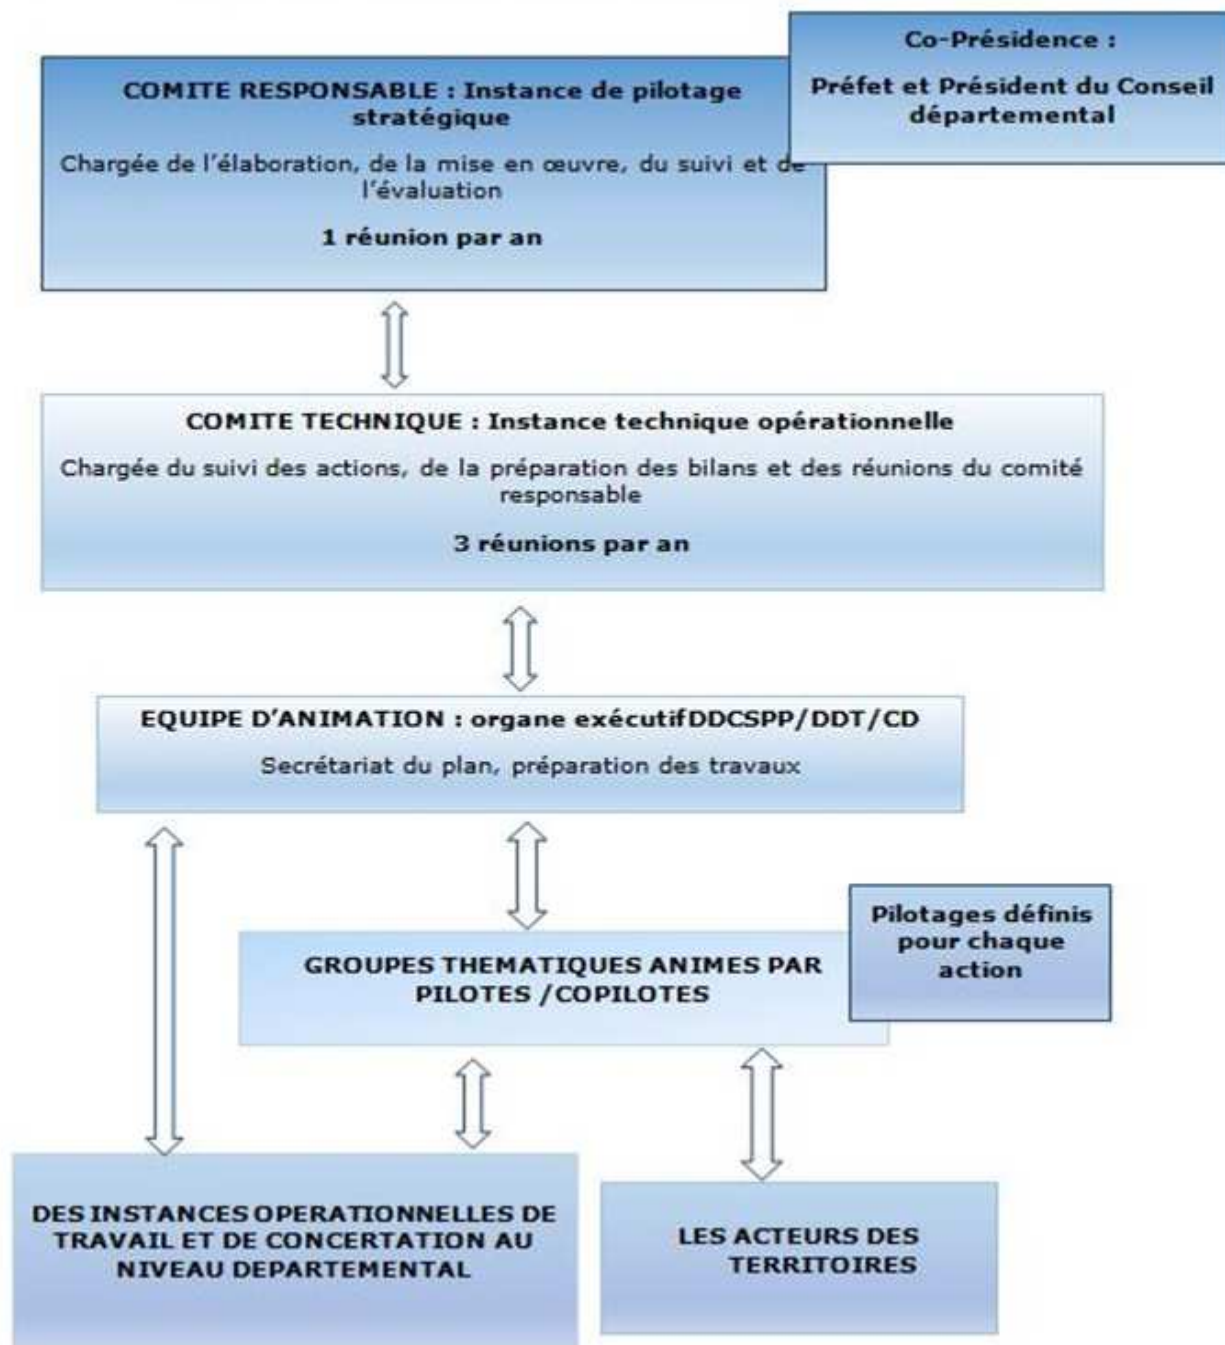 Co-Présidence :
Préfet et Président du Conseil
départemental
COMITE RESPONSABLE : Instance de pilotage
stratégique
Chargée de l'élaboration, de la mise en œuvre, du suivi et de
l'évaluation
1 réunion par an
COMITE TECHNIQUE : Instance technique opérationnelle
Chargée du suivi des actions, de la préparation des bilans et des réunions du comité
responsable
3 réunions par an
EQUIPE D'ANIMATION : organe exécutifDDCSPP/DDT/CD
Secrétariat du plan, préparation des travaux
Pilotages définis
pour chaque
action
GROUPES THEMATIQUES ANIMES PAR
PILOTES /COPILOTES
DES INSTANCES OPERATIONNELLES DE
TRAVAIL ET DE CONCERTATION AU
NIVEAU DEPARTEMENTAL
LES ACTEURS DES
TERRITOIRES